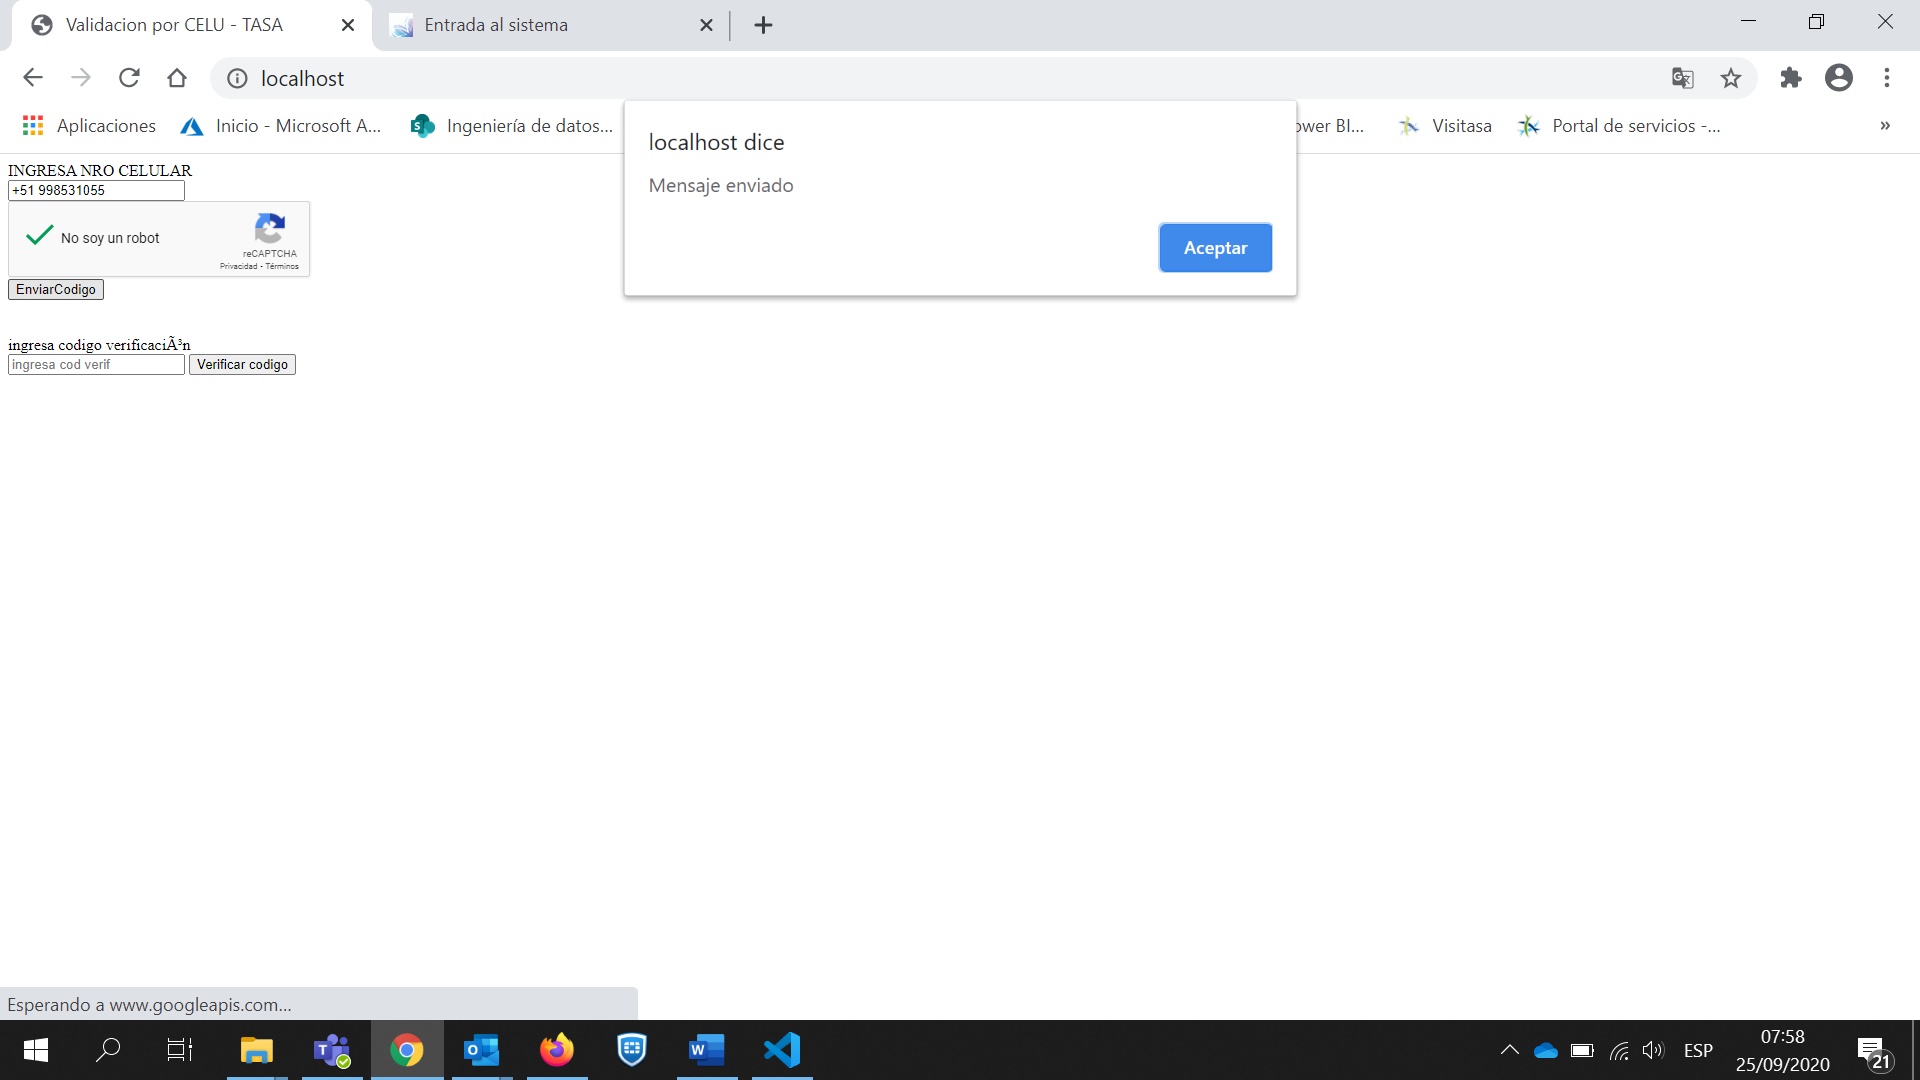 Validacion por CELU - TASA
Entrada al sistema
localhost
Aplicaciones
Inicio - Microsoft A...
Ingeniería de datos...
ower BI...
Visitasa
Portal de servicios -...
»
localhost dice
Mensaje enviado
Aceptar
INGRESA NRO CELULAR
+51 998531055
No soy un robot
reCAPTCHA
Privacidad - Términos
EnviarCodigo
ingresa codigo verificaciÃ³n
ingresa cod verif
Verificar codigo
Esperando a www.googleapis.com...
ESP
07:58
25/09/2020
21